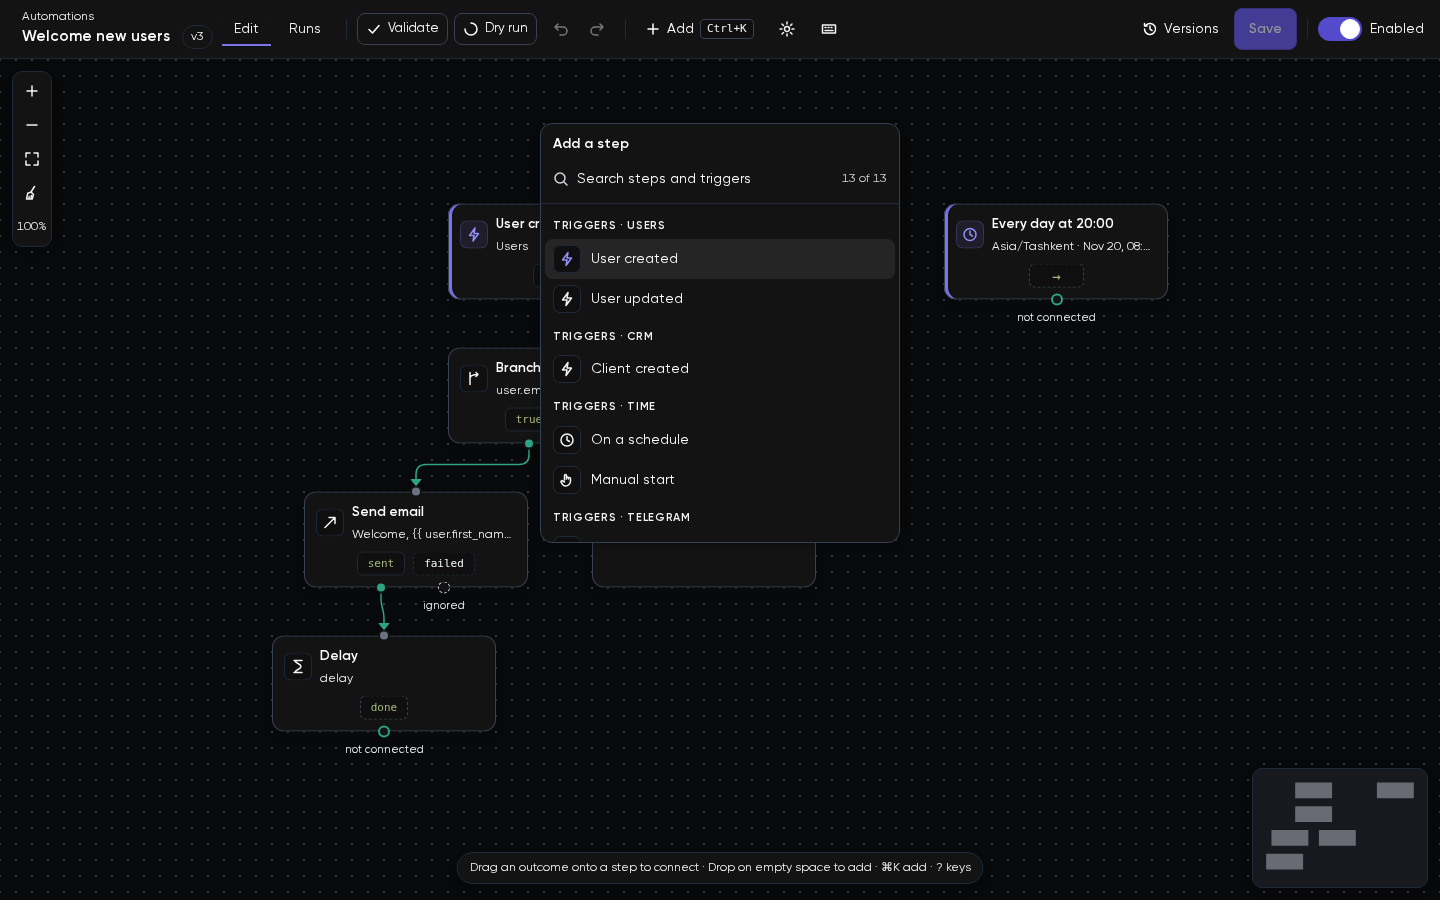 Automations
Welcome new users
v3
Edit
Runs
Validate
Dry run
Add
Ctrl+K
Versions
Save
Enabled
100%
Add a step
Search steps and triggers
13 of 13
TRIGGERS · USERS
User created
User updated
TRIGGERS · CRM
Client created
TRIGGERS · TIME
On a schedule
Manual start
TRIGGERS · TELEGRAM
User cr
Users
Every day at 20:00
Asia/Tashkent · Nov 20, 08:...
→
not connected
Branch
user.em
true
Send email
Welcome, {{ user.first_nam...
sent
failed
ignored
Delay
delay
done
not connected
Drag an outcome onto a step to connect · Drop on empty space to add · ⌘K add · ? keys